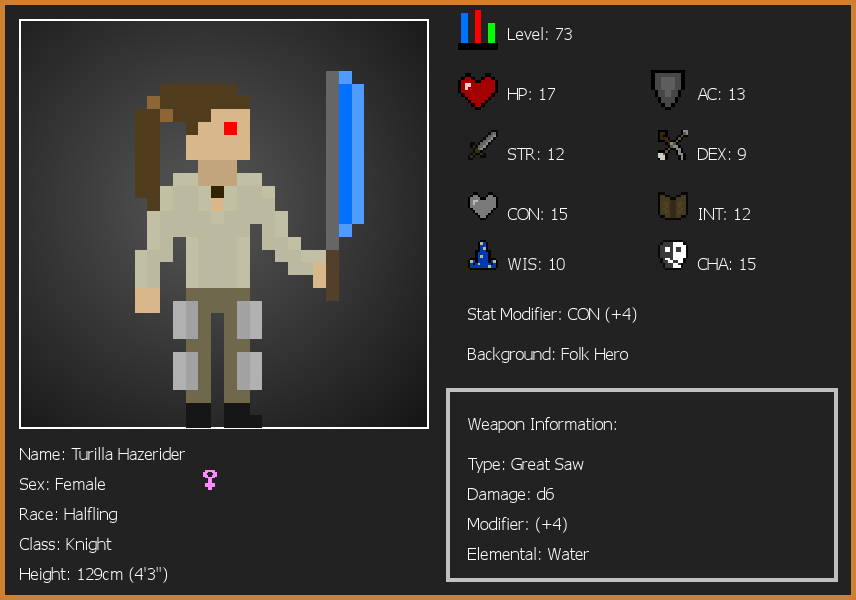 Level: 73
HP: 17
AC: 13
STR: 12
DEX: 9
CON: 15
INT: 12
WIS: 10
CHA: 15
Stat Modifier: CON (+4)
Background: Folk Hero
Weapon Information:
Type: Great Saw
Damage: d6
Modifier: (+4)
Elemental: Water
Name: Turilla Hazerider
Sex: Female
Race: Halfling
Class: Knight
Height: 129cm (4'3")